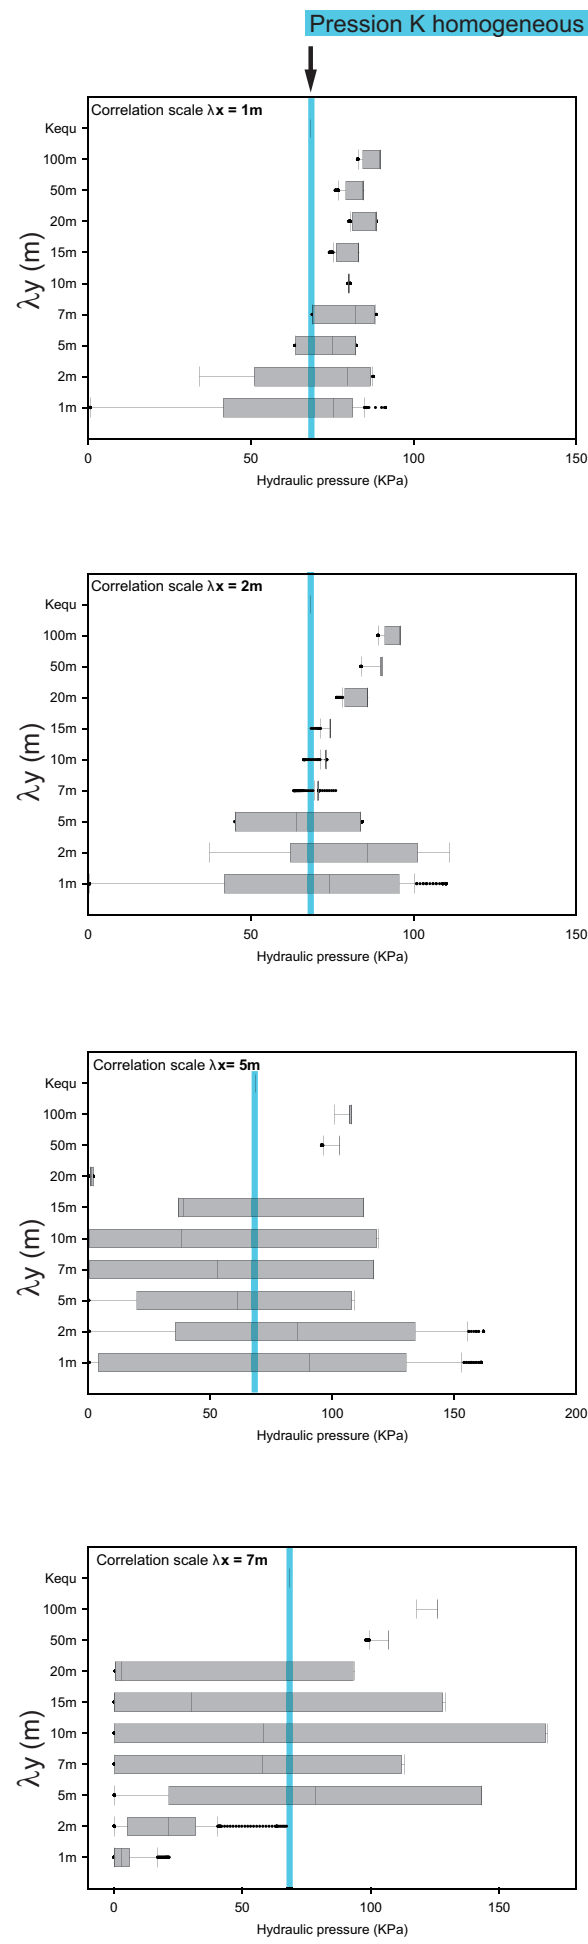 Pression K homogeneous
Correlation scale λx = 1m
Kequ
100m
50m
20m
15m
10m
7m
5m
2m
1m
λy (m)
0 50 100 150
Hydraulic pressure (KPa)
Correlation scale λx = 2m
Kequ
100m
50m
20m
15m
10m
7m
5m
2m
1m
λy (m)
0 50 100 150
Hydraulic pressure (KPa)
Correlation scale λx= 5m
Kequ
100m
50m
20m
15m
10m
7m
5m
2m
1m
λy (m)
0 50 100 150 200
Hydraulic pressure (KPa)
Correlation scale λx = 7m
Kequ
100m
50m
20m
15m
10m
7m
5m
2m
1m
λy (m)
0 50 100 150
Hydraulic pressure (KPa)